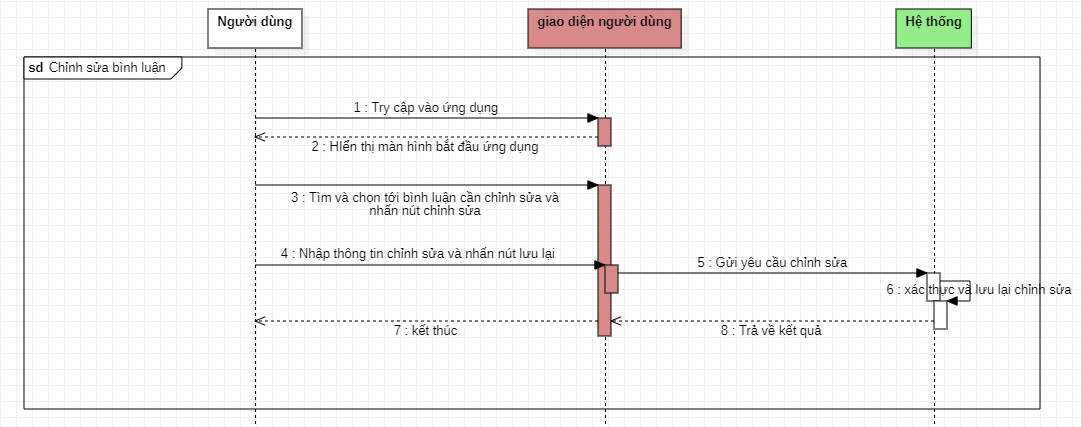 Người dùng
giao diện người dùng
Hệ thống
sd Chỉnh sửa bình luận
1 : Try cập vào ứng dụng
2 : HIển thị màn hình bắt đầu ứng dụng
3 : Tìm và chọn tới bình luận cần chỉnh sửa và
nhấn nút chỉnh sửa
4 : Nhập thông tin chỉnh sửa và nhấn nút lưu lại
5 : Gửi yêu cầu chỉnh sửa
6 : xác thực và lưu lại chỉnh sửa
7 : kết thúc
8 : Trả về kết quả